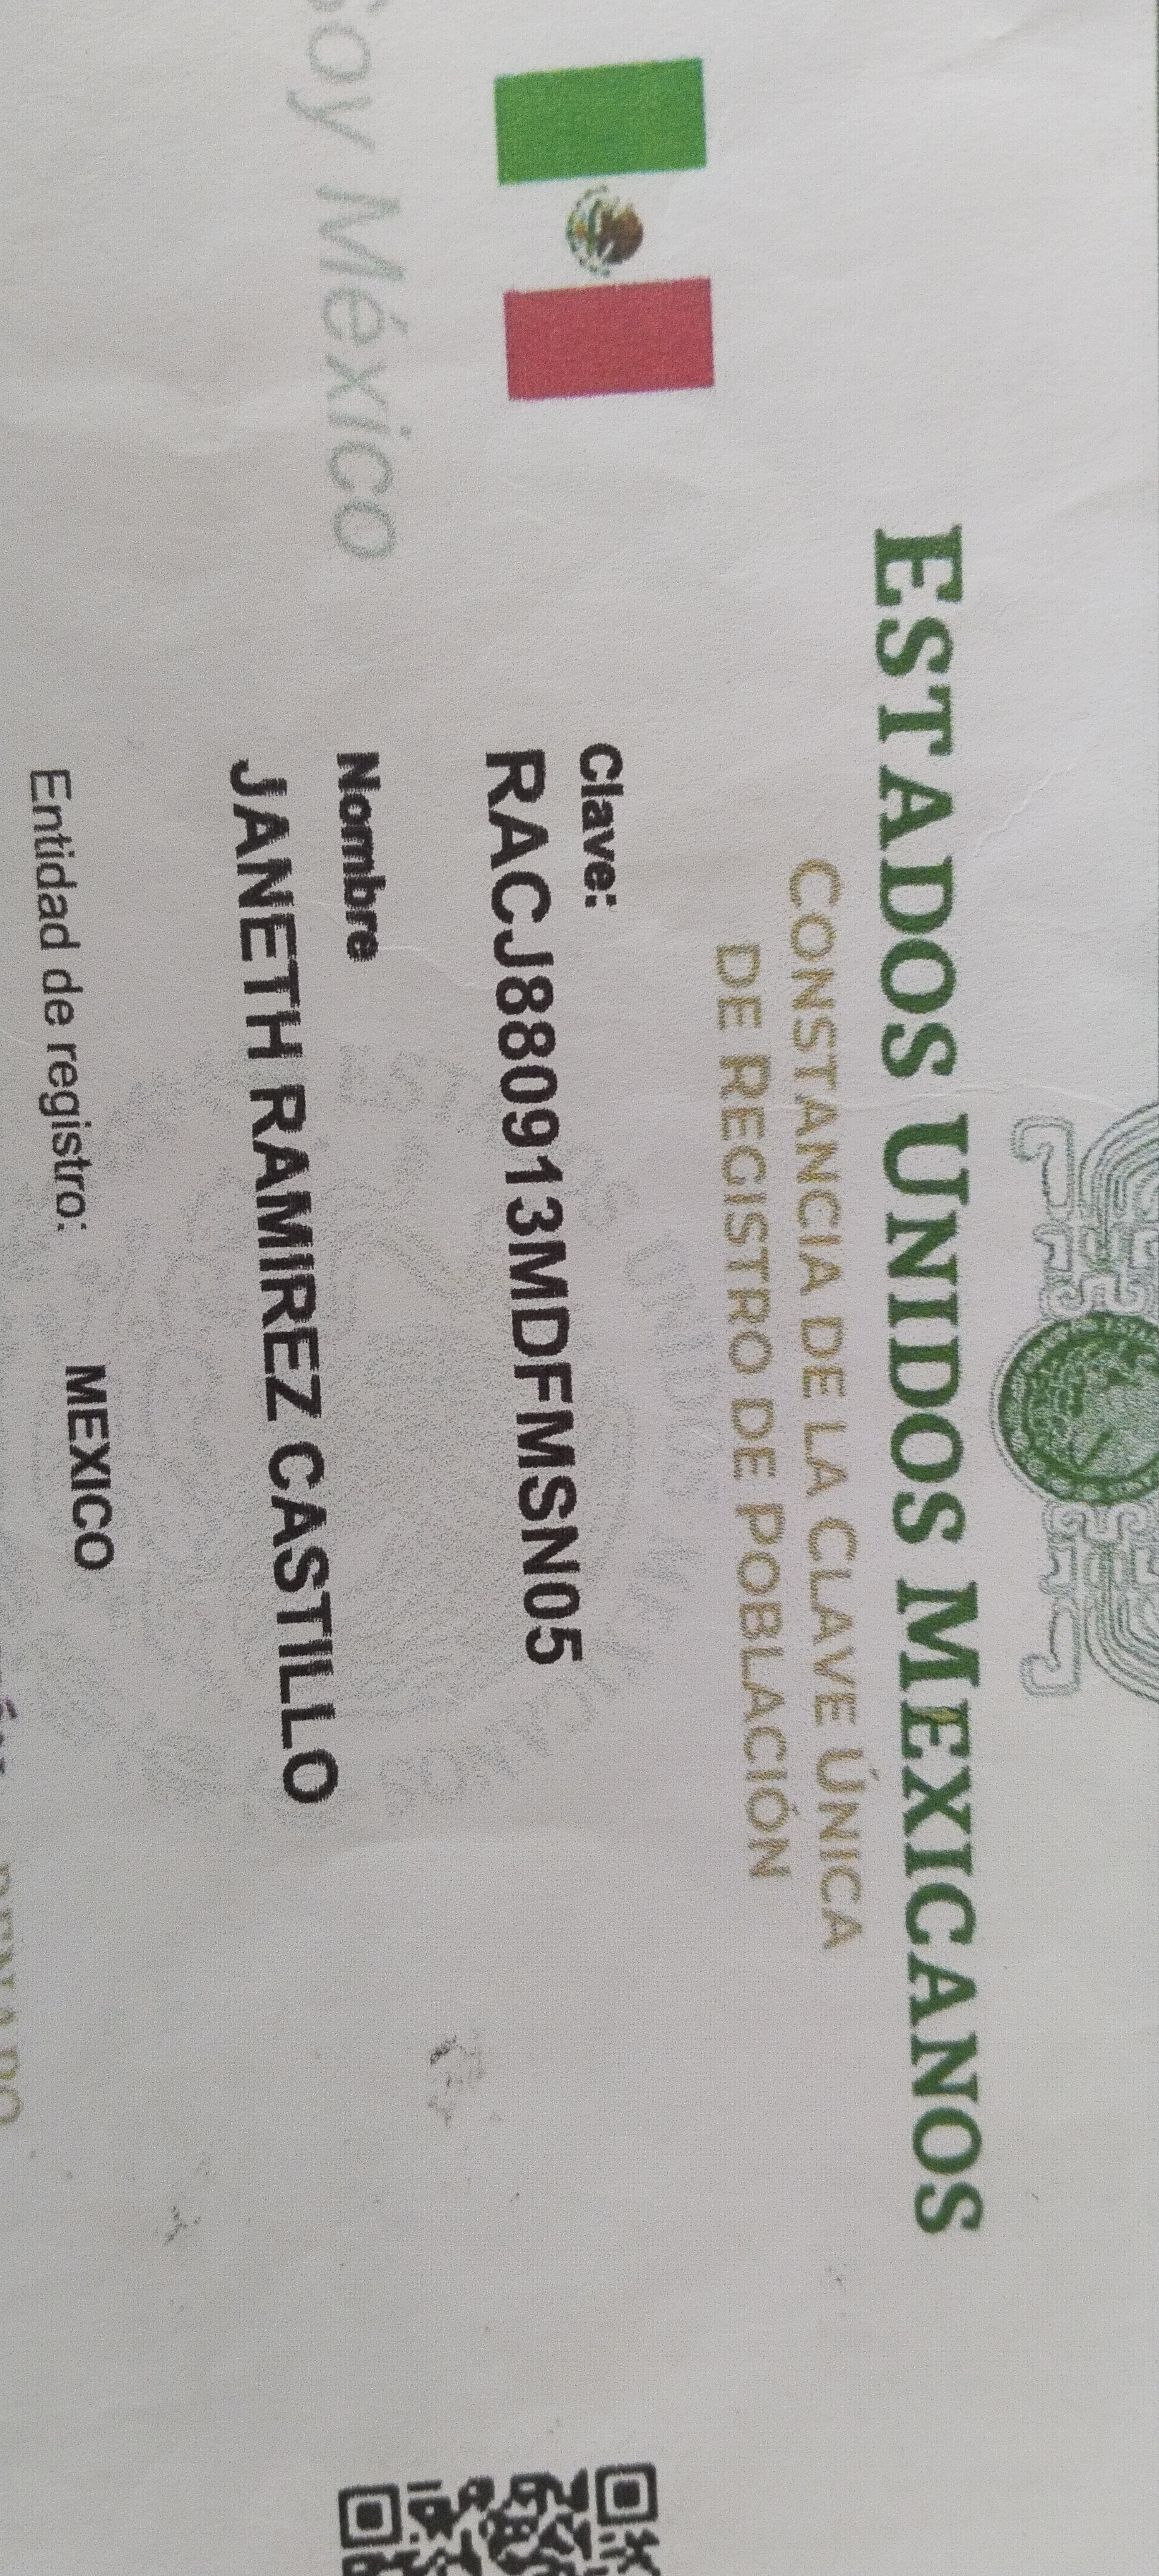 ESTADOS UNIDOS MEXICANOS
CONSTANCIA DE LA CLAVE ÚNICA
DE REGISTRO DE POBLACIÓN
Clave:
RACJ880913MDFMSN05
Soy México
Nombre
JANETH RAMIREZ CASTILLO
Entidad de registro: MEXICO